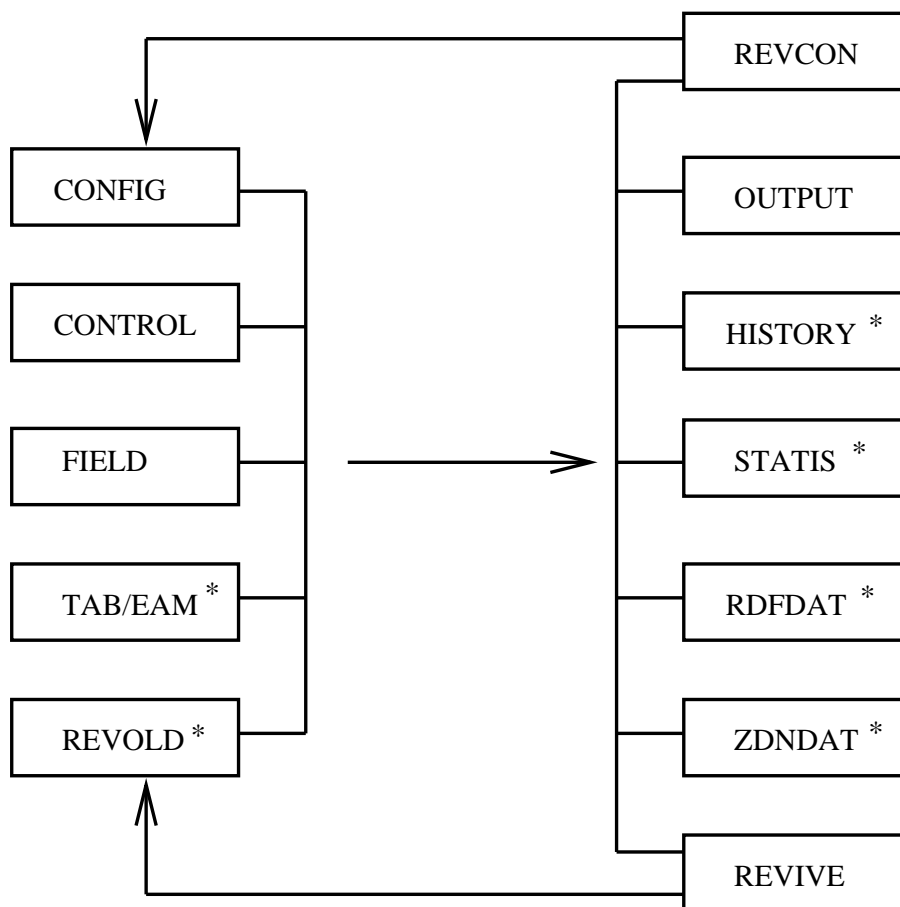 REVCON
CONFIG
OUTPUT
CONTROL
HISTORY *
FIELD
STATIS *
TAB/EAM *
RDFDAT *
REVOLD *
ZDNDAT *
REVIVE